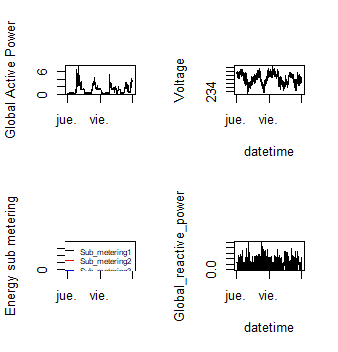 Global Active Power
6
0
jue. vie.
Voltage
234
jue. vie.
datetime
Energy sub metering
0
Sub_metering1
Sub_metering2
Sub_metering3
jue. vie.
Global_reactive_power
0.0
jue. vie.
datetime